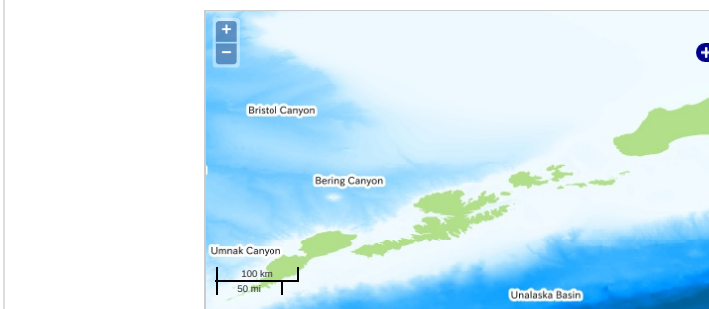 +
−
Bristol Canyon
Bering Canyon
Umnak Canyon
100 km
50 mi
Unalaska Basin